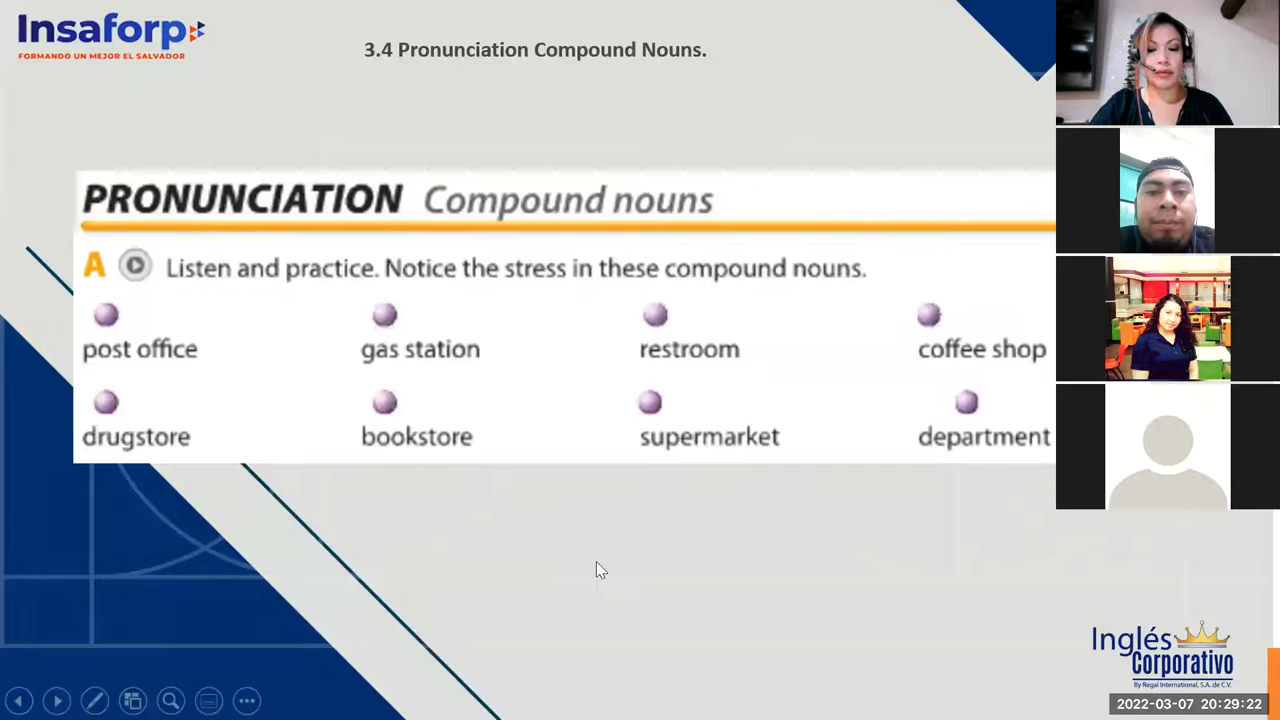 Insaforp
FORMANDO UN MEJOR EL SALVADOR
3.4 Pronunciation Compound Nouns.
PRONUNCIATION Compound nouns
A Listen and practice. Notice the stress in these compound nouns.
post office gas station restroom coffee shop
drugstore bookstore supermarket department
Inglés
Corporativo
By Regal International, S.A. de C.V.
2022-03-07 20:29:22